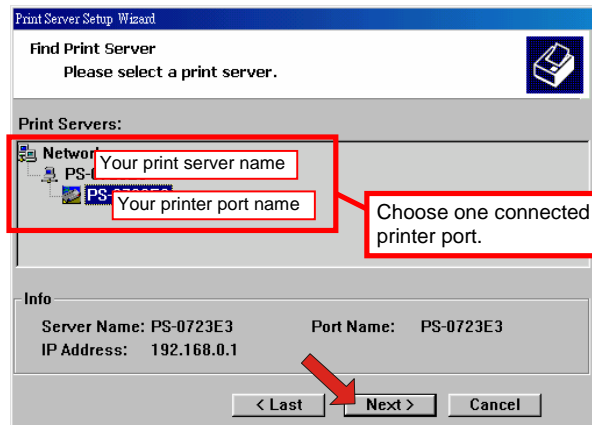 Print Server Setup Wizard
Find Print Server
Please select a print server.
Print Servers:
Network
Your print server name
PS-
Your printer port name
PS-
Choose one connected
printer port.
Info
Server Name: PS-0723E3 Port Name: PS-0723E3
IP Address: 192.168.0.1
< Last Next > Cancel